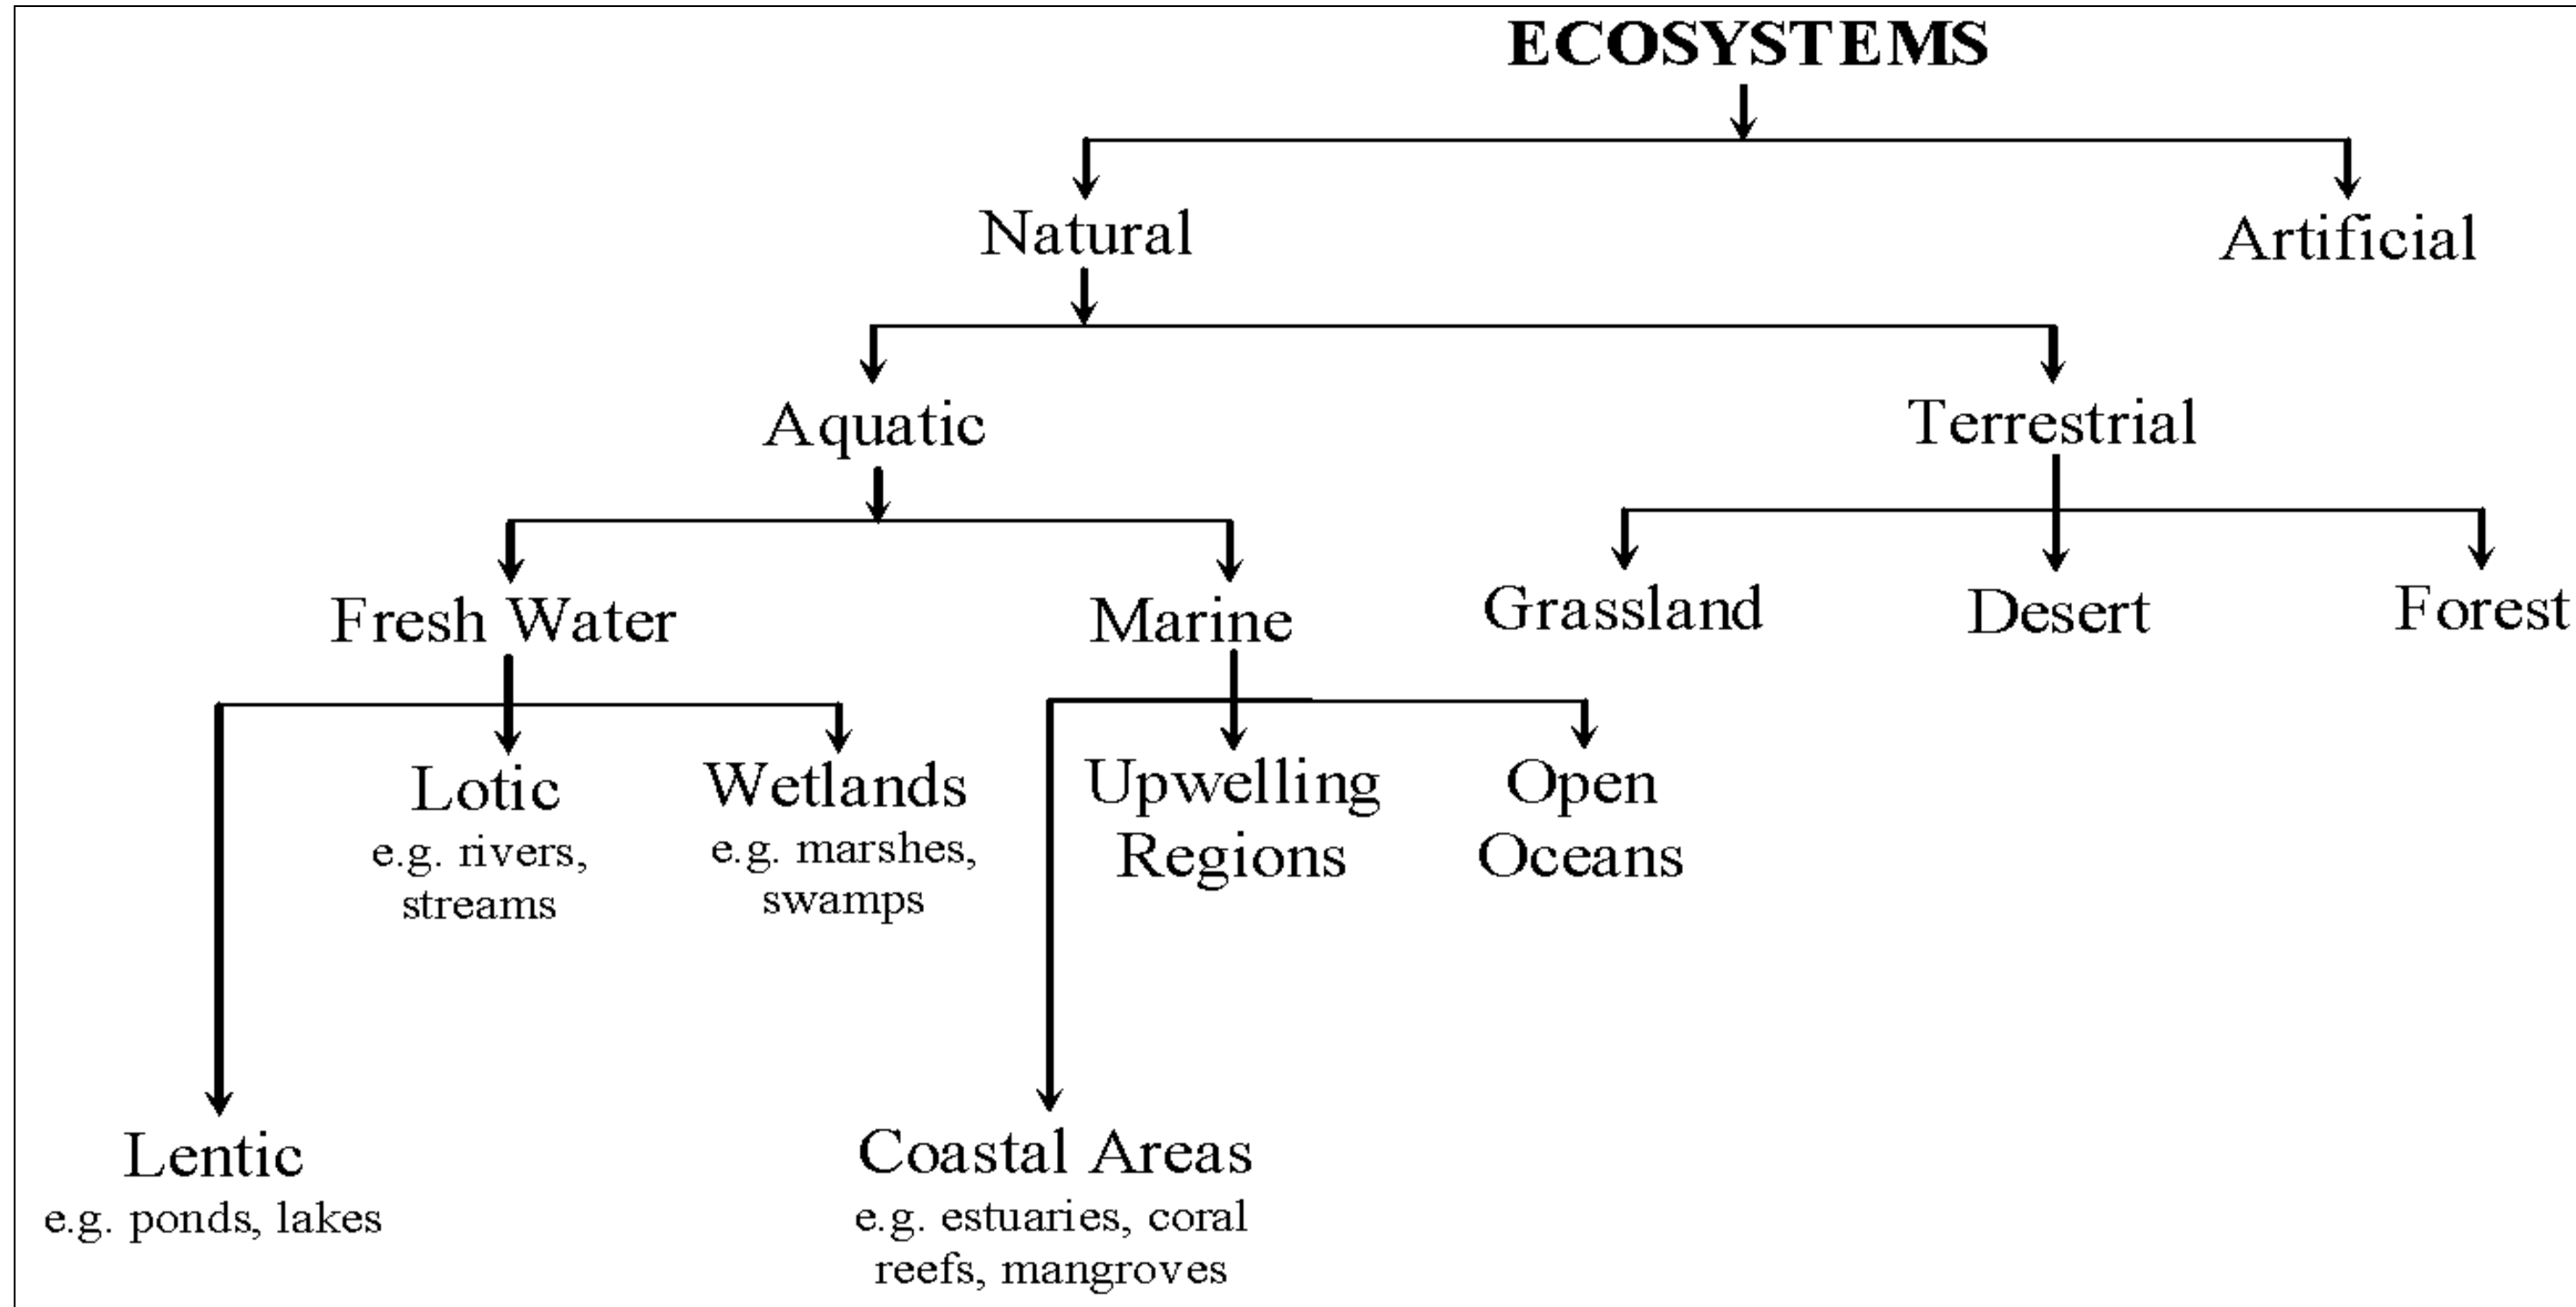 ECOSYSTEMS
Natural
Artificial
Aquatic
Terrestrial
Fresh Water
Marine
Grassland
Desert
Forest
Lotic
e.g. rivers,
streams
Wetlands
e.g. marshes,
swamps
Upwelling
Regions
Open
Oceans
Lentic
e.g. ponds, lakes
Coastal Areas
e.g. estuaries, coral
reefs, mangroves